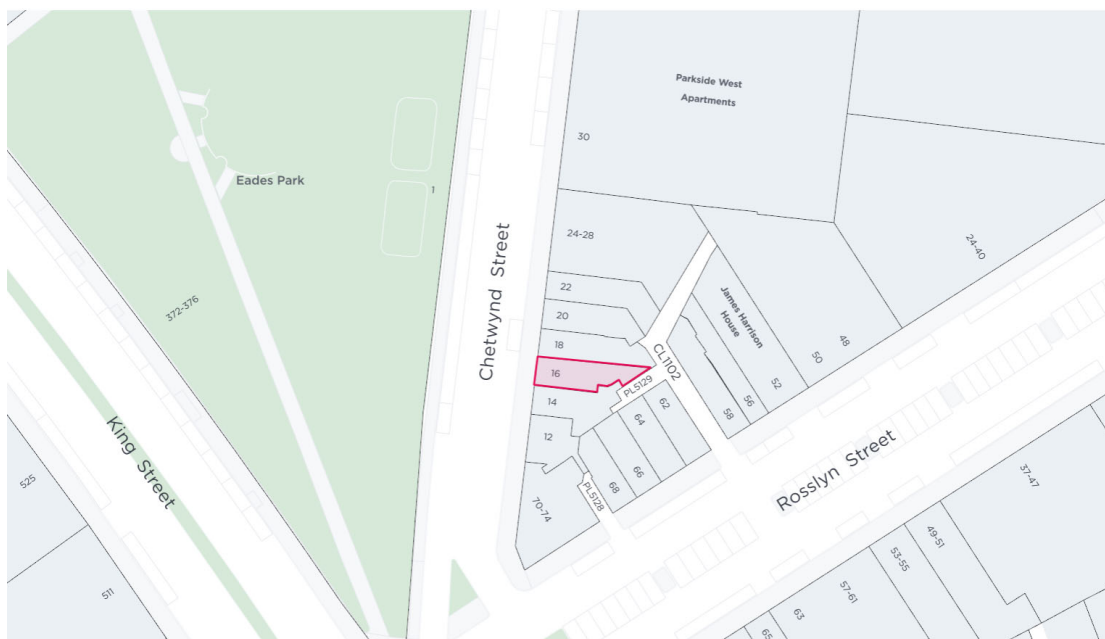 Parkside West
Apartments
30
Eades Park
1
24-28
Chetwynd Street
24-40
22
372-376
James Harrison
House
20
48
18
50
CL1102
16
52
PL5129
14
56
62
58
64
12
King Street
66
Rosslyn Street
37-47
525
68
PL5128
70-74
49-51
53-55
511
57-61
63
65